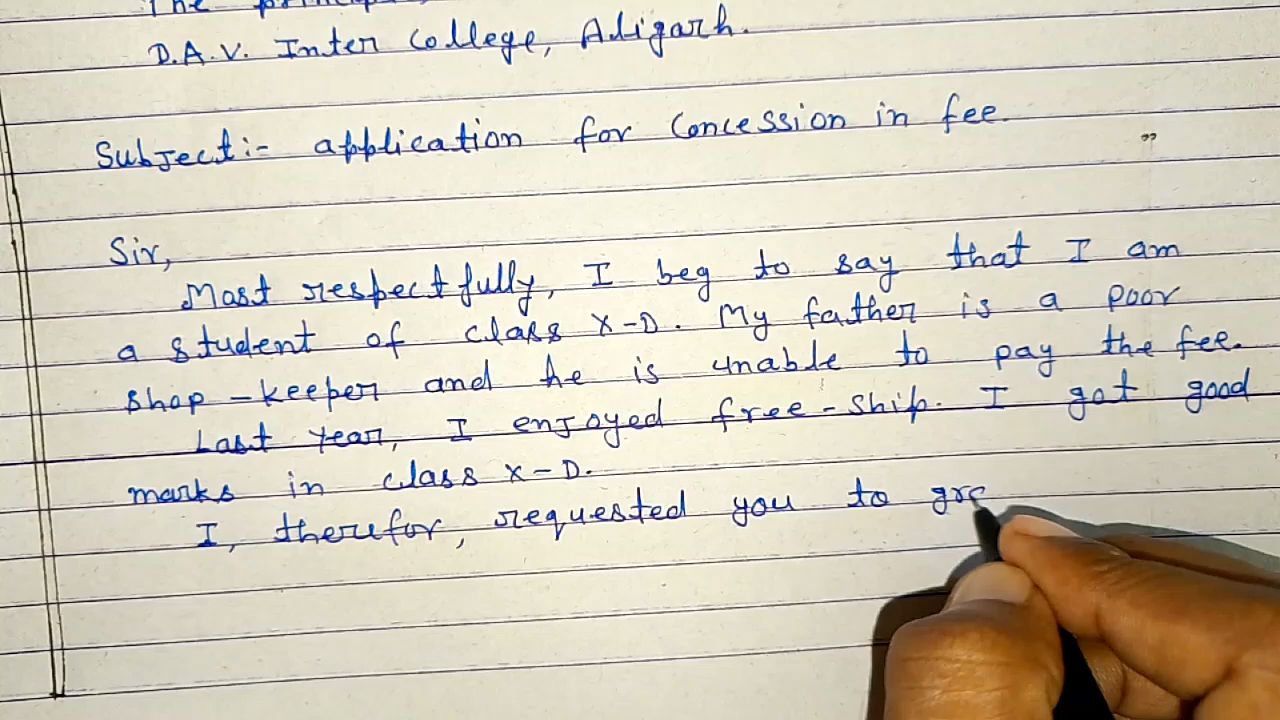 The
D.A.V. Inter College, Aligarh.
Subject:- application for Concession in fee.
"
Sir,
Most respectfully, I beg to say that I am
a student of class X-D. My father is a poor
shop-keeper and he is unable to pay the fee.
Last year, I enjoyed free-ship. I got good
marks in class X-D.
I, therefor, requested you to gra